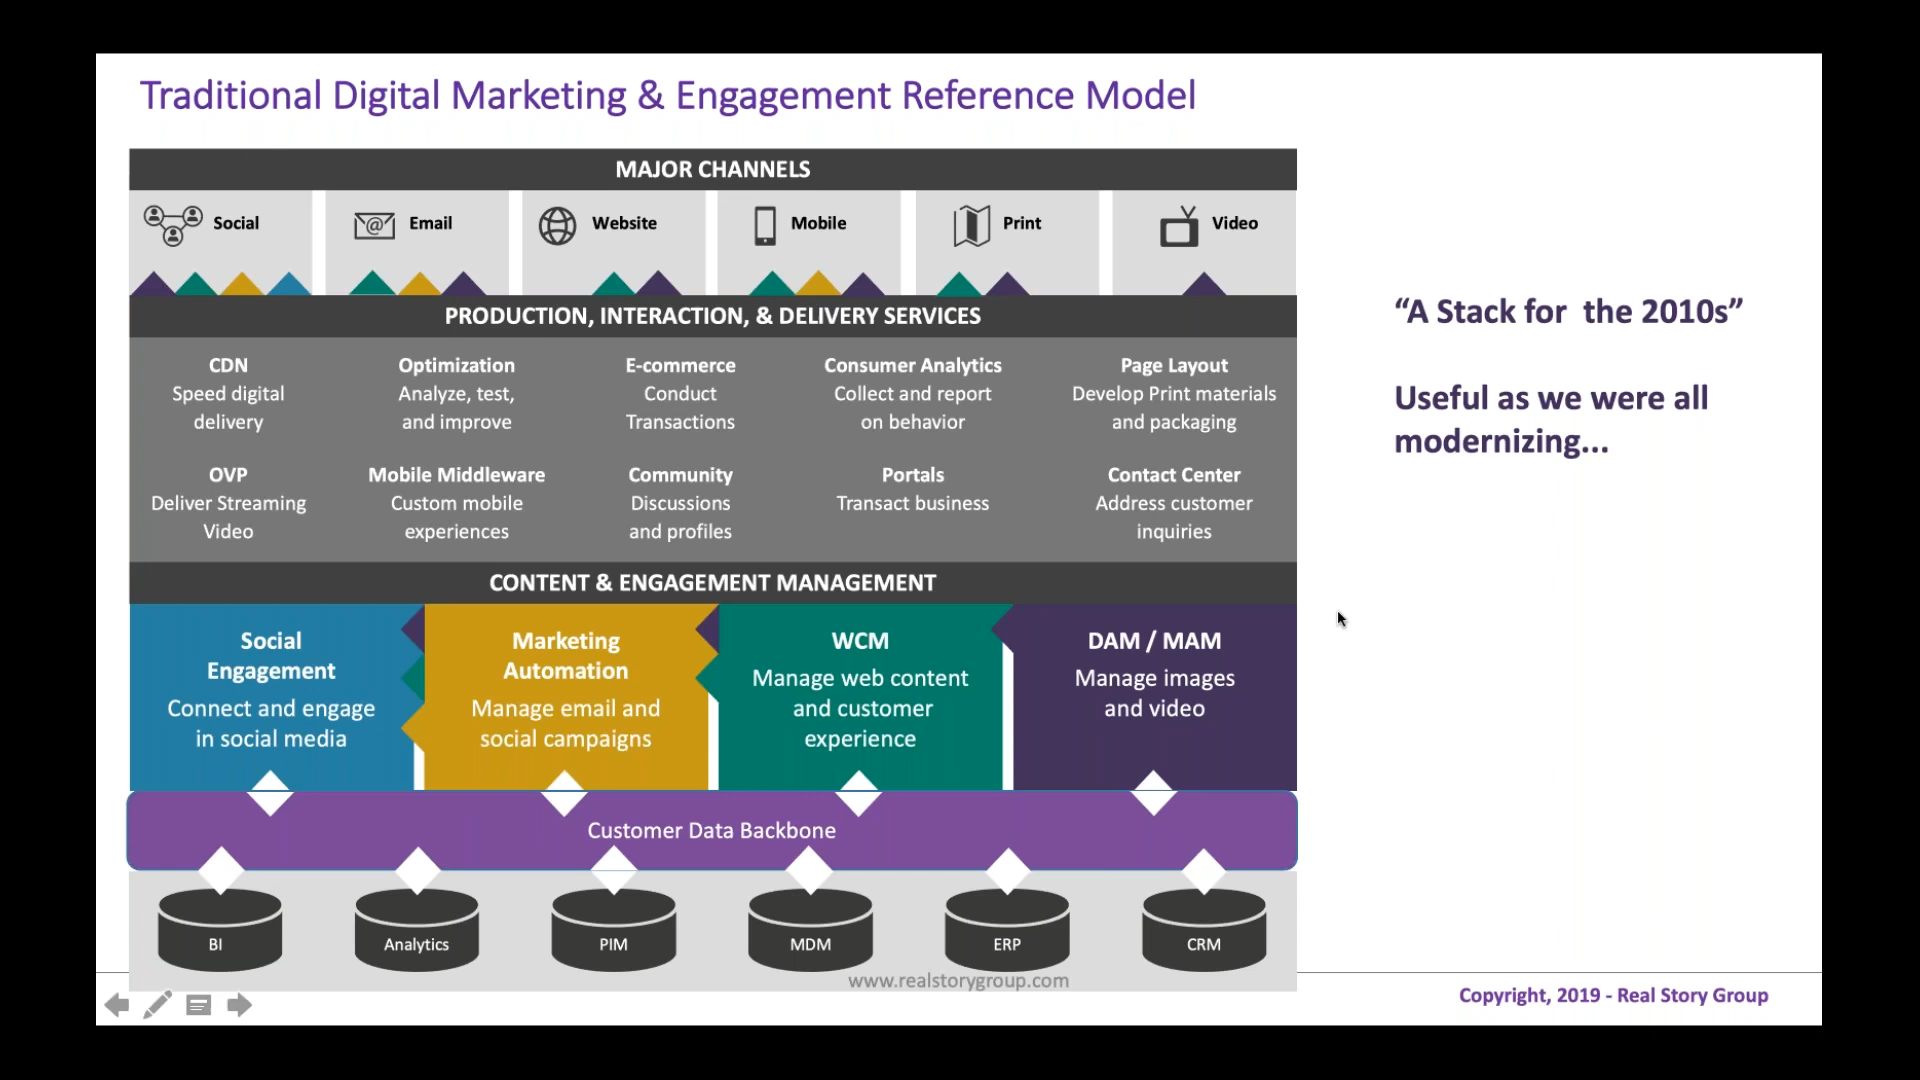 Traditional Digital Marketing & Engagement Reference Model
MAJOR CHANNELS
Social
@
Email
Website
Mobile
Print
Video
PRODUCTION, INTERACTION, & DELIVERY SERVICES
CDN
Speed digital
delivery
Optimization
Analyze, test,
and improve
E-commerce
Conduct
Transactions
Consumer Analytics
Collect and report
on behavior
Page Layout
Develop Print materials
and packaging
OVP
Deliver Streaming
Video
Mobile Middleware
Custom mobile
experiences
Community
Discussions
and profiles
Portals
Transact business
Contact Center
Address customer
inquiries
CONTENT & ENGAGEMENT MANAGEMENT
Social
Engagement
Connect and engage
in social media
Marketing
Automation
Manage email and
social campaigns
WCM
Manage web content
and customer
experience
DAM / MAM
Manage images
and video
Customer Data Backbone
BI
Analytics
PIM
MDM
ERP
CRM
www.realstorygroup.com
“A Stack for the 2010s”
Useful as we were all
modernizing...
Copyright, 2019 - Real Story Group